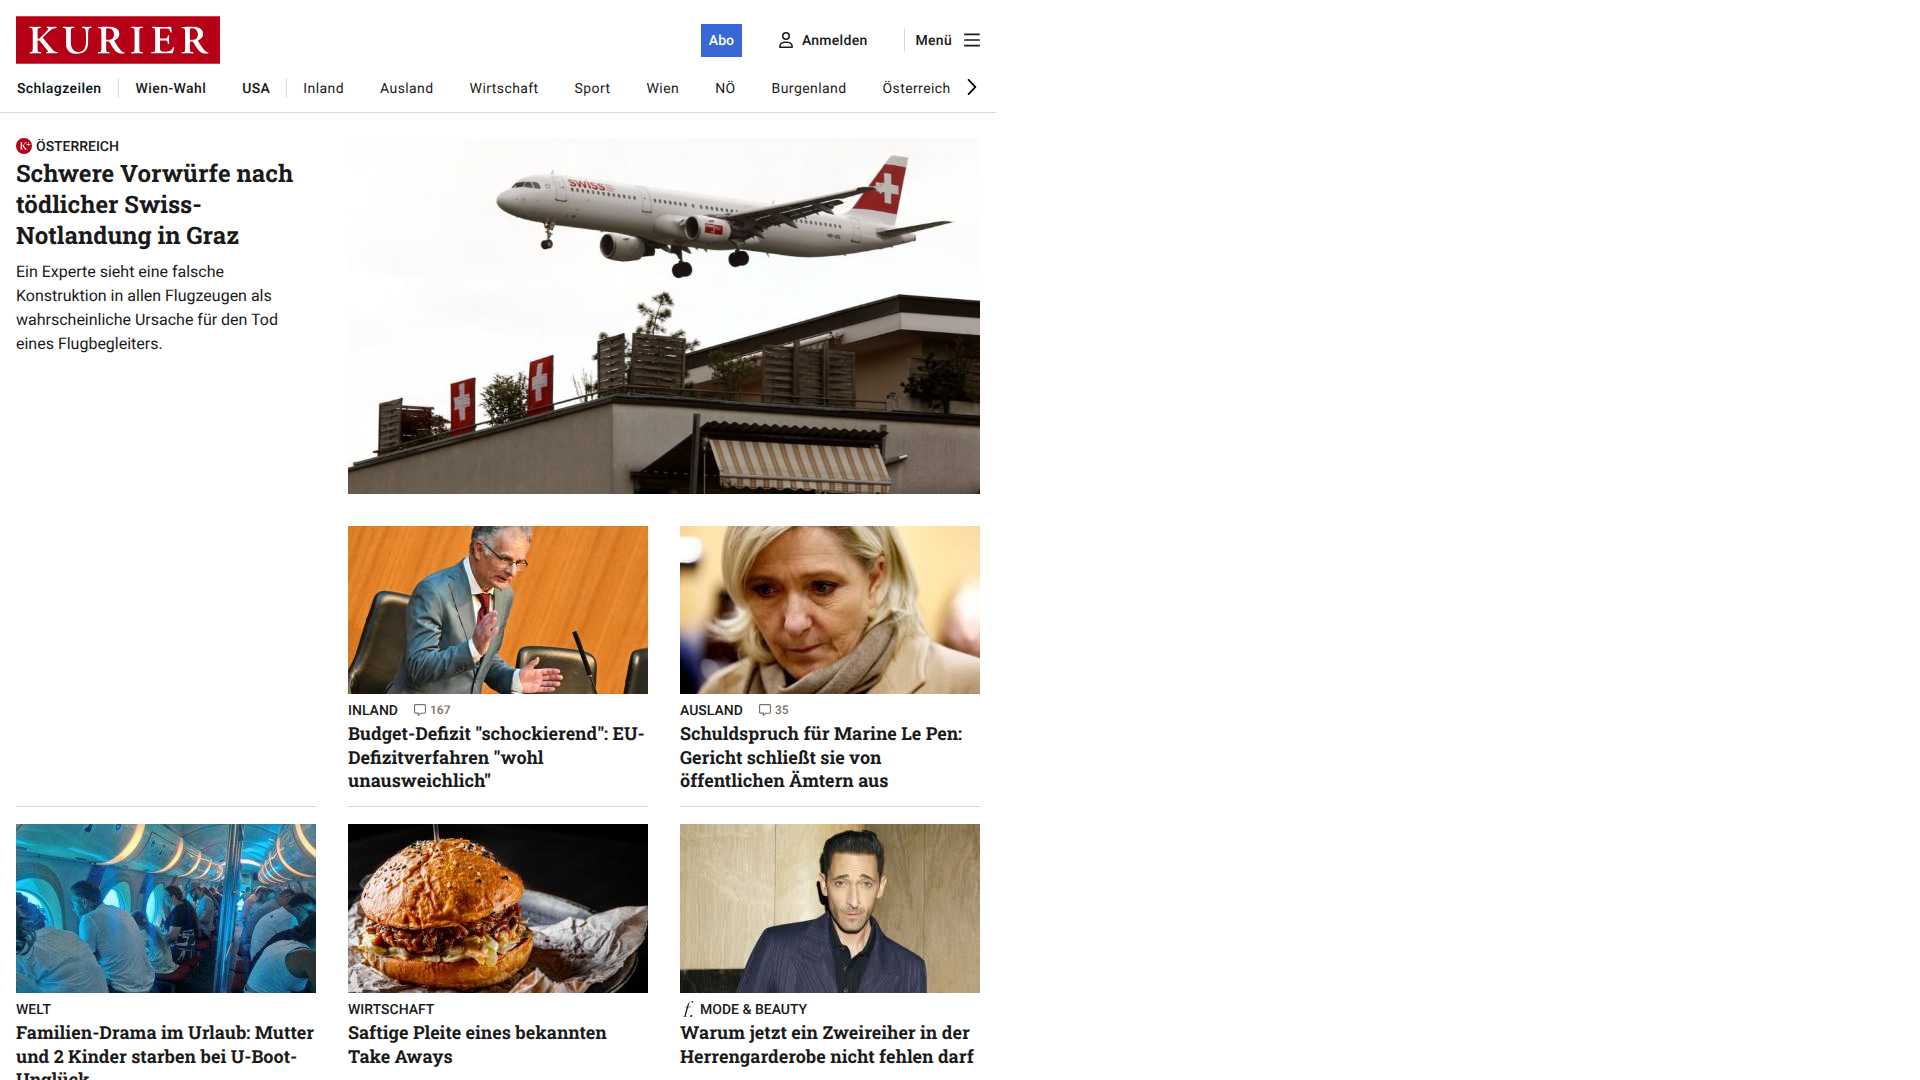 KURIER
Abo
Anmelden
Menü
Schlagzeilen Wien-Wahl USA Inland Ausland Wirtschaft Sport Wien NÖ Burgenland Österreich
ÖSTERREICH
Schwere Vorwürfe nach
tödlicher Swiss-
Notlandung in Graz
Ein Experte sieht eine falsche
Konstruktion in allen Flugzeugen als
wahrscheinliche Ursache für den Tod
eines Flugbegleiters.
SWISS
INLAND 167
Budget-Defizit "schockierend": EU-
Defizitverfahren "wohl
unausweichlich"
AUSLAND 35
Schuldspruch für Marine Le Pen:
Gericht schließt sie von
öffentlichen Ämtern aus
WELT
Familien-Drama im Urlaub: Mutter
und 2 Kinder starben bei U-Boot-
Unglück
WIRTSCHAFT
Saftige Pleite eines bekannten
Take Aways
f. MODE & BEAUTY
Warum jetzt ein Zweireiher in der
Herrengarderobe nicht fehlen darf